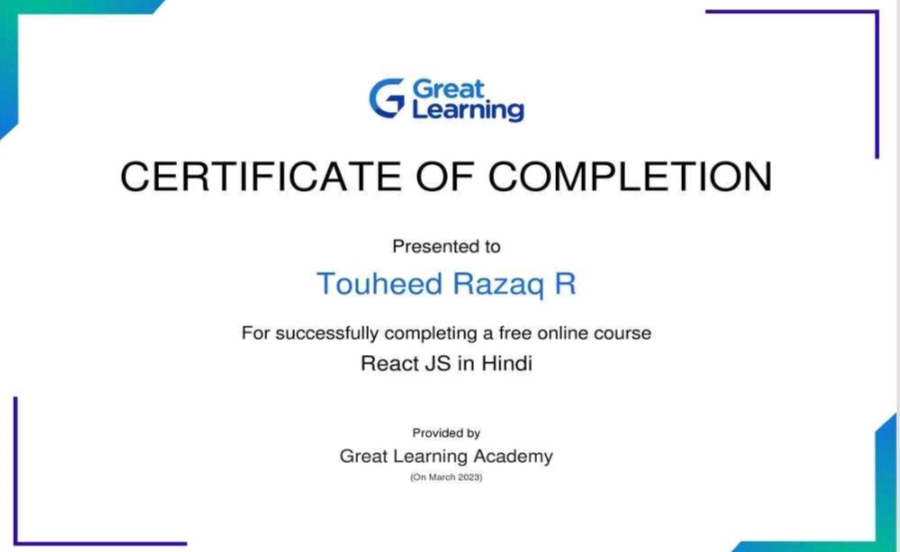 Great
Learning
CERTIFICATE OF COMPLETION
Presented to
Touheed Razaq R
For successfully completing a free online course
React JS in Hindi
Provided by
Great Learning Academy
(On March 2023)